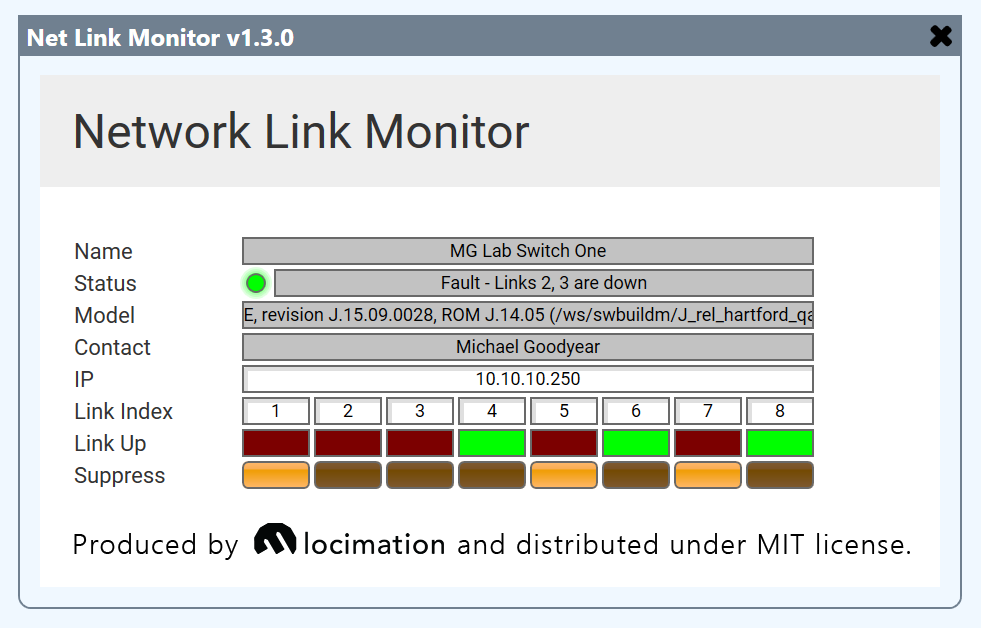 Net Link Monitor v1.3.0
Network Link Monitor
Name MG Lab Switch One
Status Fault - Links 2, 3 are down
Model E, revision J.15.09.0028, ROM J.14.05 (/ws/swbuildm/J_rel_hartford_qa
Contact Michael Goodyear
IP 10.10.10.250
Link Index 1 2 3 4 5 6 7 8
Link Up
Suppress
Produced by locimation and distributed under MIT license.